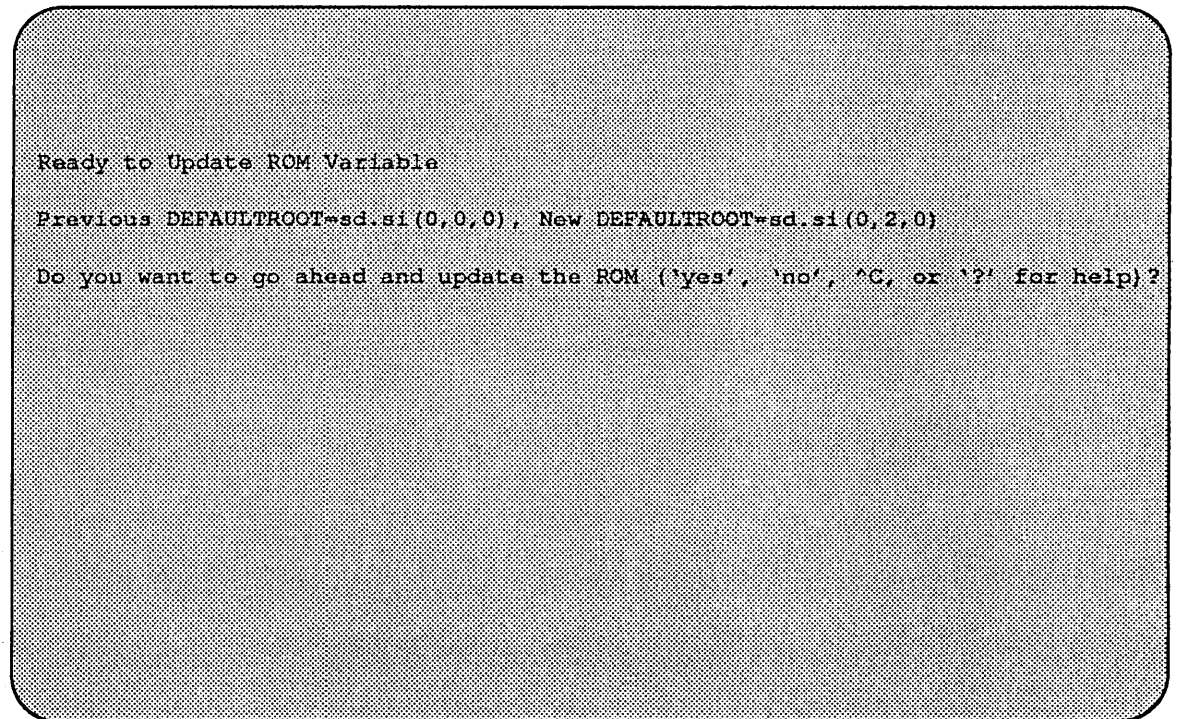 Ready to Update ROM Variable
Previous DEFAULTROOT=sd.si(0,0,0), New DEFAULTROOT=sd.si(0,2,0)
Do you want to go ahead and update the ROM ('yes', 'no', ^C, or '?' for help)?